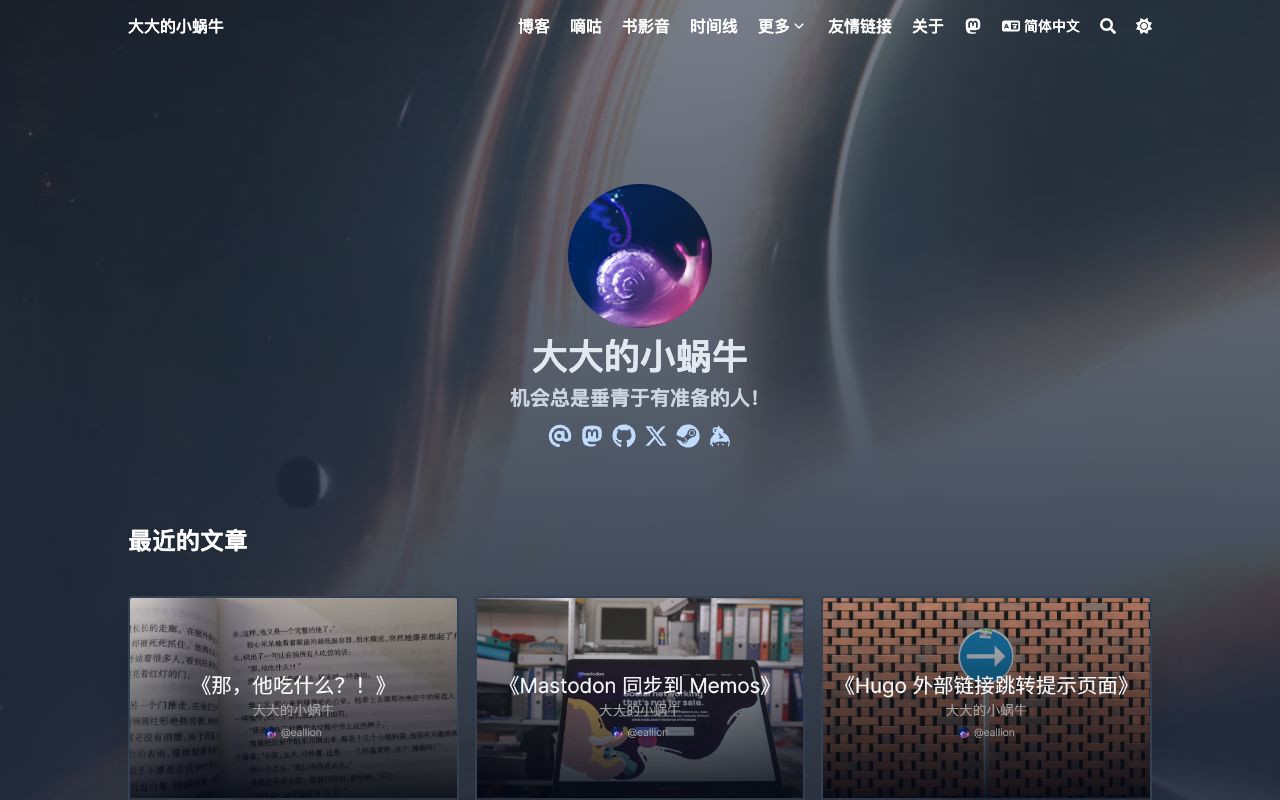 大大的小蜗牛
博客 嘀咕 书影音 时间线 更多 友情链接 关于 简体中文
大大的小蜗牛
机会总是垂青于有准备的人！
最近的文章
《那，他吃什么？！》
大大的小蜗牛
@eallion
《Mastodon 同步到 Memos》
大大的小蜗牛
@eallion
《Hugo 外部链接跳转提示页面》
大大的小蜗牛
@eallion